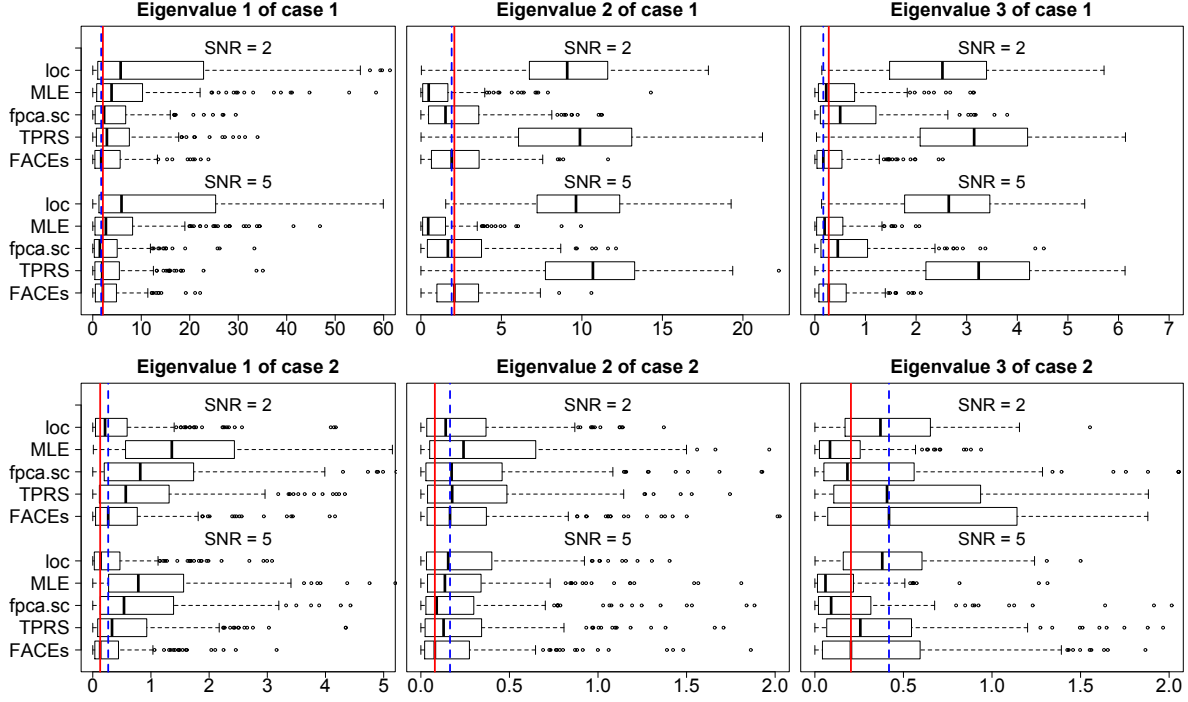 Eigenvalue 1 of case 1
Eigenvalue 2 of case 1
Eigenvalue 3 of case 1
SNR = 2
SNR = 2
SNR = 2
loc
MLE
fpca.sc
TPRS
FACEs
SNR = 5
SNR = 5
SNR = 5
loc
MLE
fpca.sc
TPRS
FACEs
0 10 20 30 40 50 60
0 5 10 15 20
0 1 2 3 4 5 6 7
Eigenvalue 1 of case 2
Eigenvalue 2 of case 2
Eigenvalue 3 of case 2
SNR = 2
SNR = 2
SNR = 2
loc
MLE
fpca.sc
TPRS
FACEs
SNR = 5
SNR = 5
SNR = 5
loc
MLE
fpca.sc
TPRS
FACEs
0 1 2 3 4 5
0.0 0.5 1.0 1.5 2.0
0.0 0.5 1.0 1.5 2.0